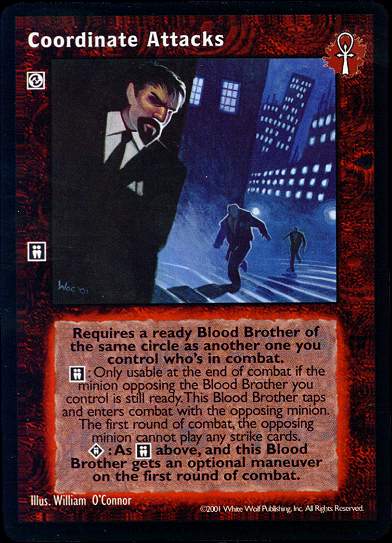 Coordinate Attacks
Woc '01
Requires a ready Blood Brother of
the same circle as another one you
control who's in combat.
: Only usable at the end of combat if the
minion opposing the Blood Brother you
control is still ready. This Blood Brother taps
and enters combat with the opposing minion.
The first round of combat, the opposing
minion cannot play any strike cards.
: As above, and this Blood
Brother gets an optional maneuver
on the first round of combat.
Illus. William O'Connor
©2001 White Wolf Publishing, Inc. All Rights Reserved.